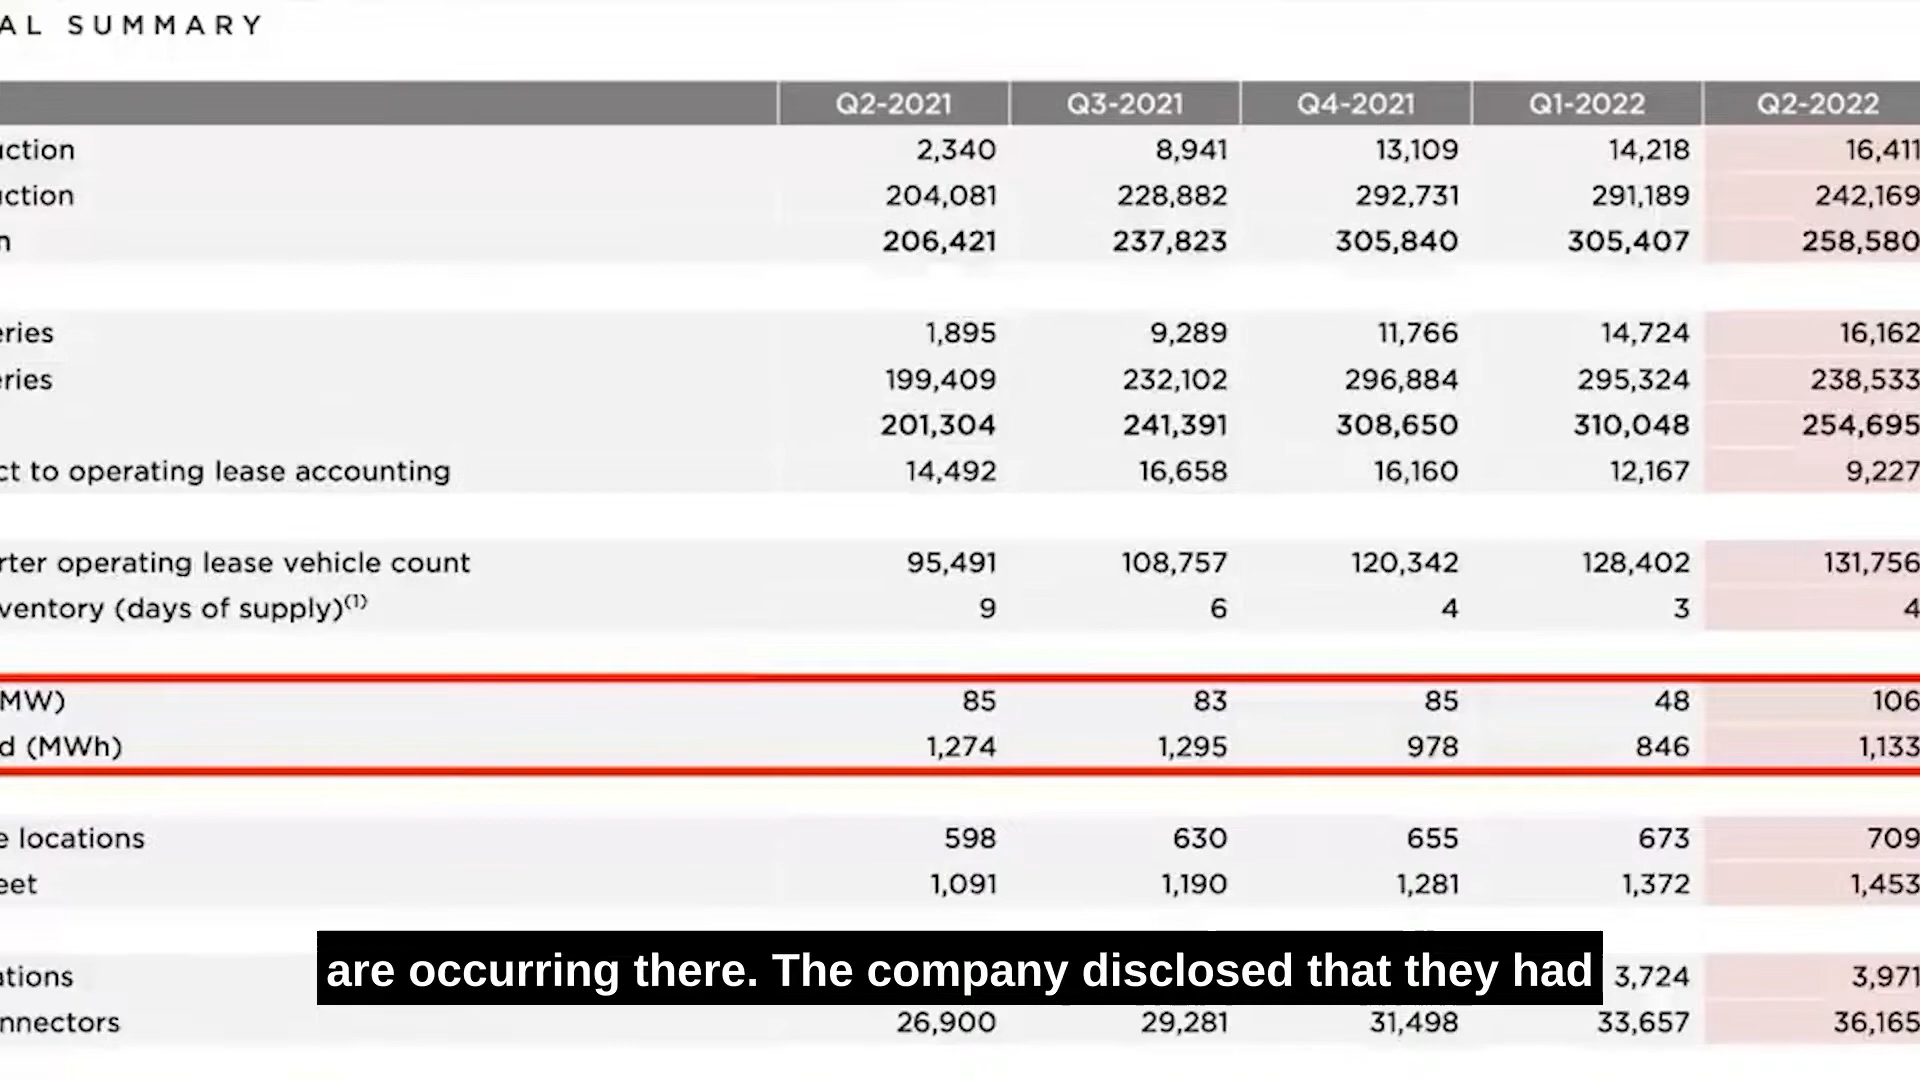 AL SUMMARY
Q2-2021 Q3-2021 Q4-2021 Q1-2022 Q2-2022
uction 2,340 8,941 13,109 14,218 16,411
uction 204,081 228,882 292,731 291,189 242,169
n 206,421 237,823 305,840 305,407 258,580
eries 1,895 9,289 11,766 14,724 16,162
eries 199,409 232,102 296,884 295,324 238,533
201,304 241,391 308,650 310,048 254,695
ct to operating lease accounting 14,492 16,658 16,160 12,167 9,227
rter operating lease vehicle count 95,491 108,757 120,342 128,402 131,756
ventory (days of supply)(1) 9 6 4 3 4
MW) 85 83 85 48 106
d (MWh) 1,274 1,295 978 846 1,133
e locations 598 630 655 673 709
eet 1,091 1,190 1,281 1,372 1,453
ations 3,724 3,971
are occurring there. The company disclosed that they had
nnectors 26,900 29,281 31,498 33,657 36,165